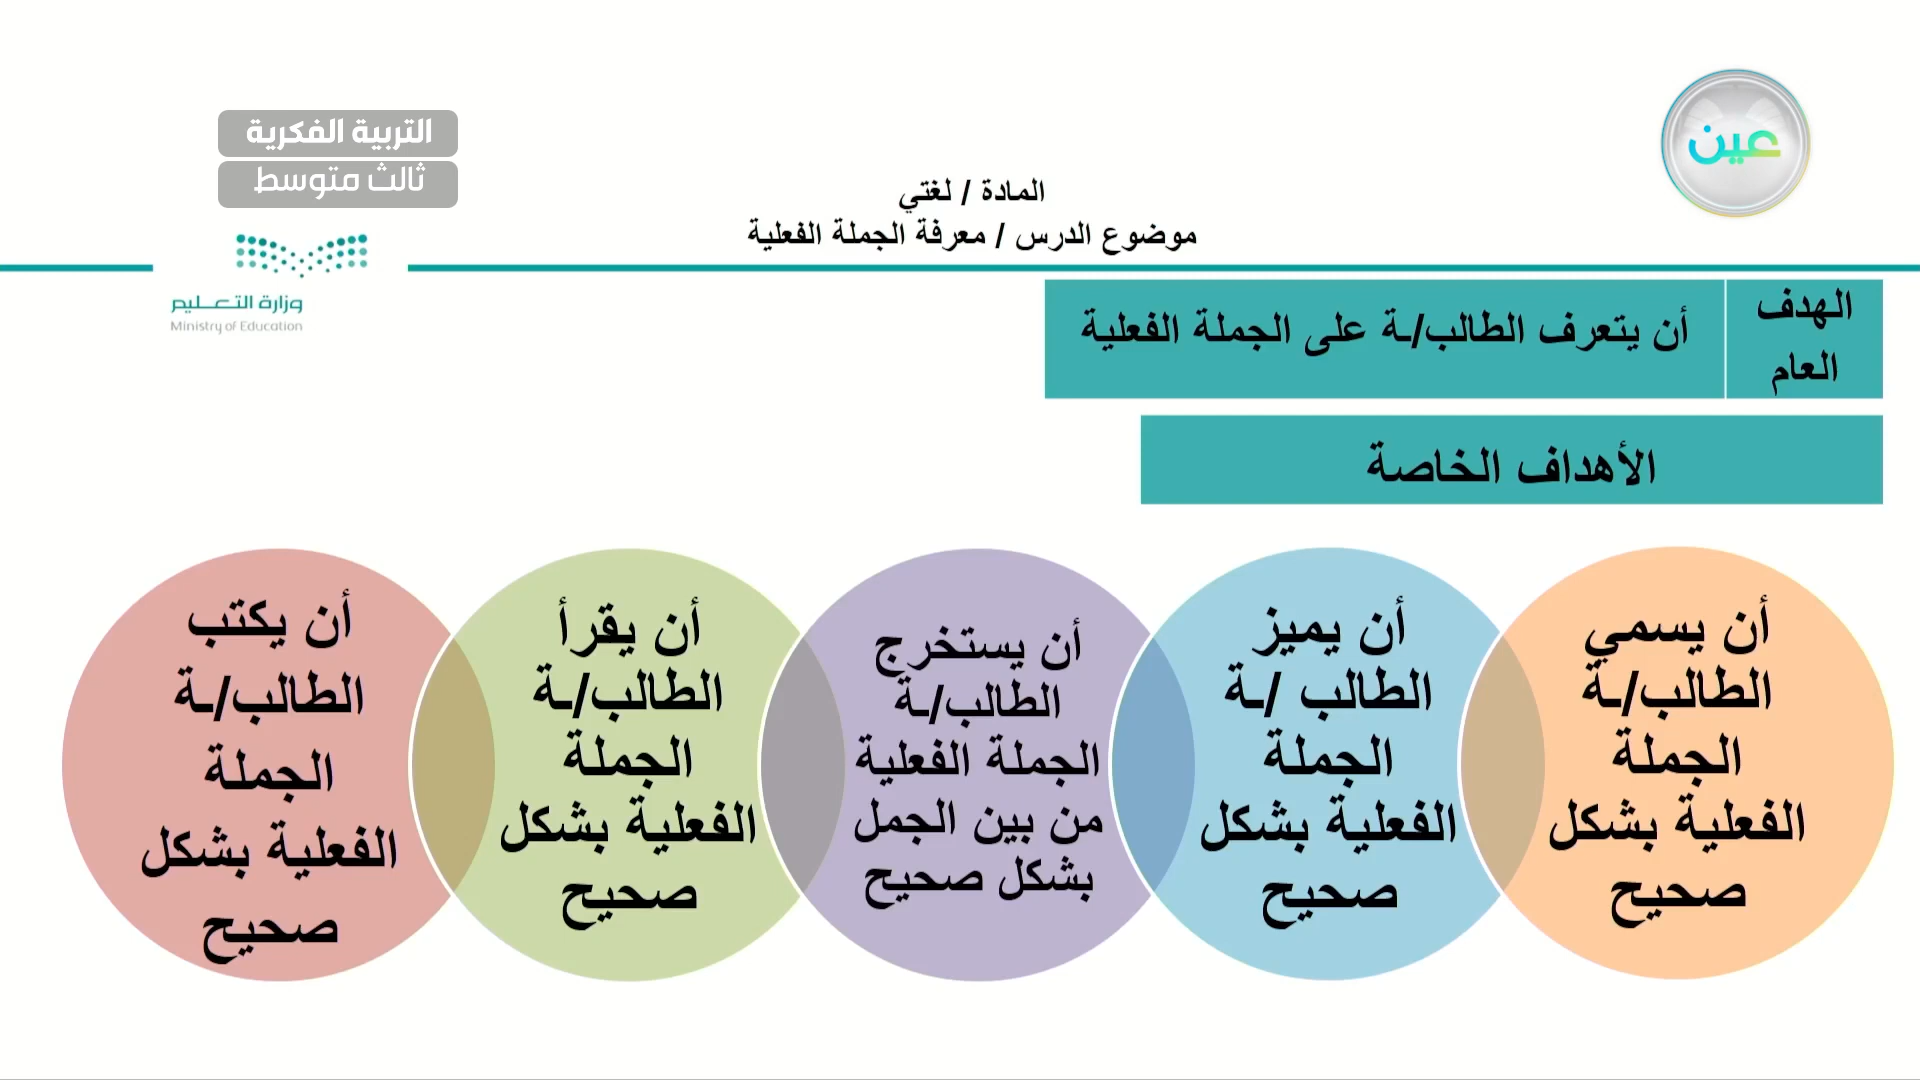 عين
التربية الفكرية
ثالث متوسط
المادة / لغتي
موضوع الدرس / معرفة الجملة الفعلية
وزارة التعليم
Ministry of Education
الهدف
العام
أن يتعرف الطالب/ـة على الجملة الفعلية
الأهداف الخاصة
أن يسمي
الطالب/ـة
الجملة
الفعلية بشكل
صحيح
أن يميز
الطالب /ـة
الجملة
الفعلية بشكل
صحيح
أن يستخرج
الطالب/ـة
الجملة الفعلية
من بين الجمل
بشكل صحيح
أن يقرأ
الطالب/ـة
الجملة
الفعلية بشكل
صحيح
أن يكتب
الطالب/ـة
الجملة
الفعلية بشكل
صحيح